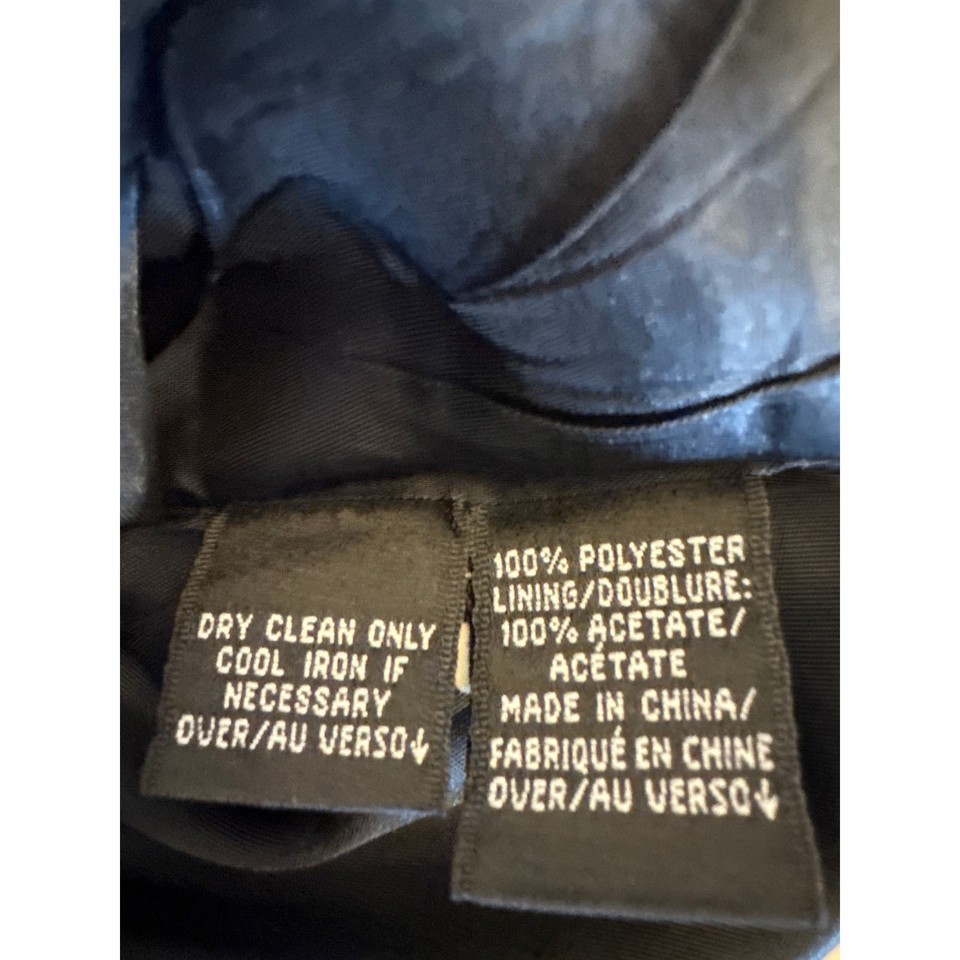 DRY CLEAN ONLY
COOL IRON IF
NECESSARY
OVER/AU VERSO↓
100% POLYESTER
LINING/DOUBLURE:
100% ACETATE/
ACÉTATE
MADE IN CHINA/
FABRIQUÉ EN CHINE
OVER/AU VERSO↓